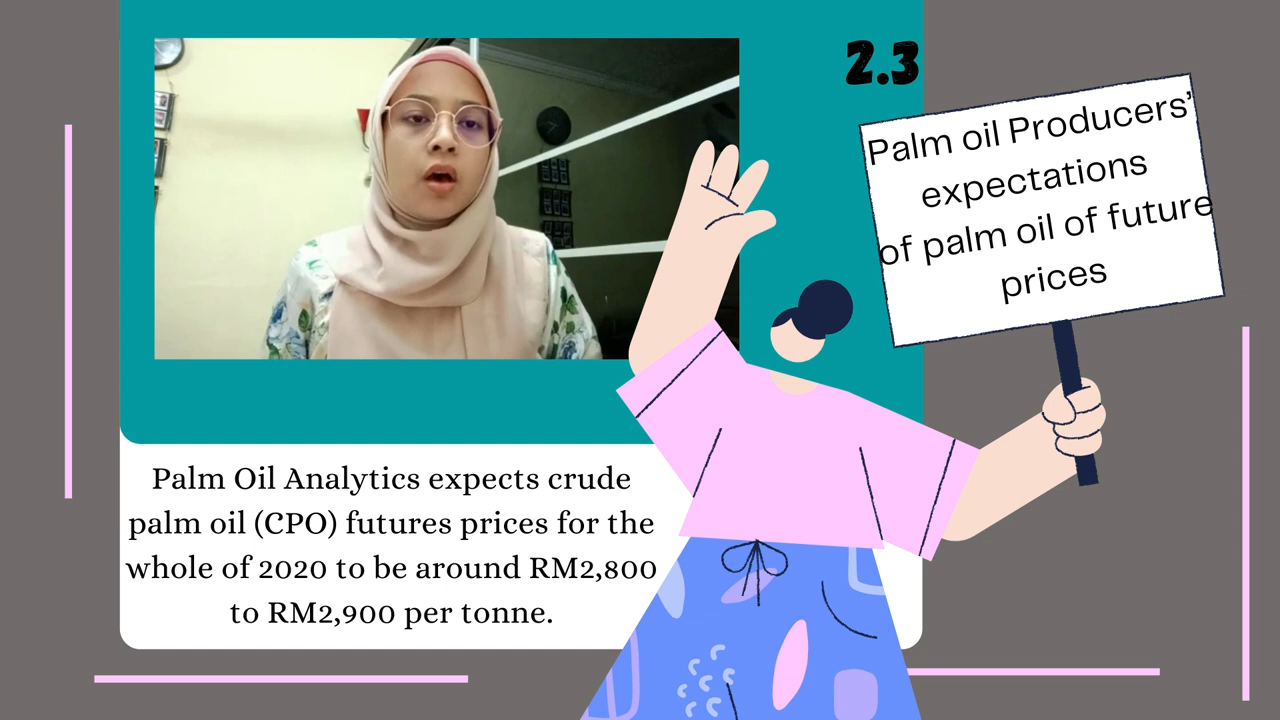 2.3
Palm oil Producers'
expectations
of palm oil of future
prices
Palm Oil Analytics expects crude
palm oil (CPO) futures prices for the
whole of 2020 to be around RM2,800
to RM2,900 per tonne.